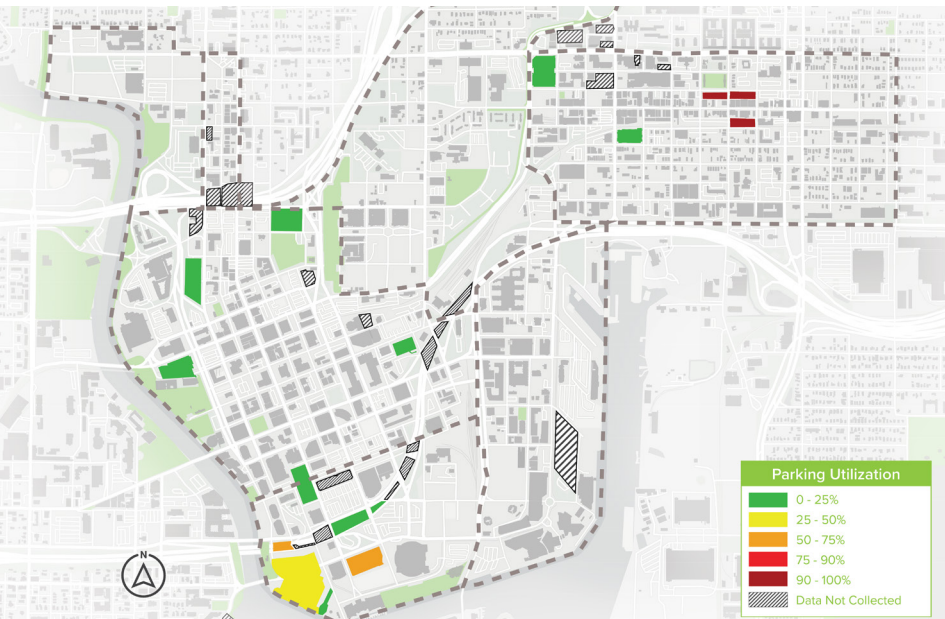 N
Parking Utilization
0 - 25%
25 - 50%
50 - 75%
75 - 90%
90 - 100%
Data Not Collected